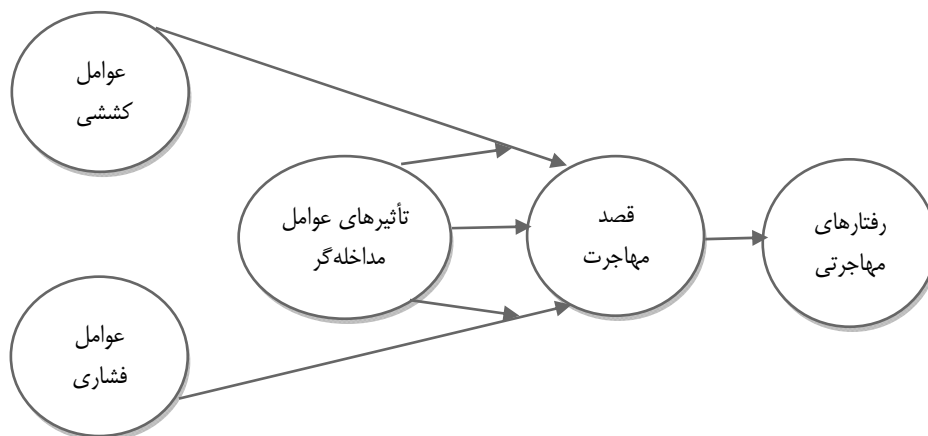 عوامل
کششی
تأثیرهای عوامل
مداخله‌گر
قصد
مهاجرت
رفتارهای
مهاجرتی
عوامل
فشاری